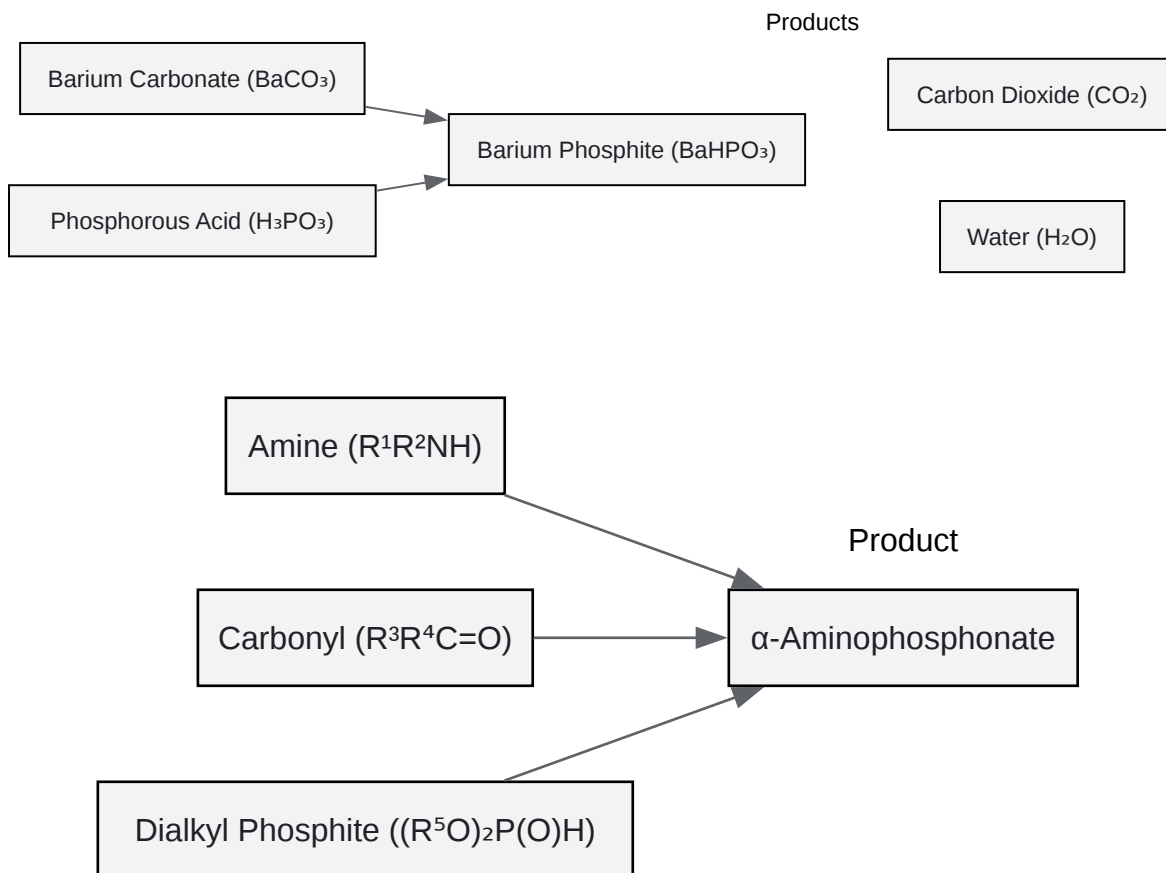 Products
Barium Carbonate (BaCO₃)
Carbon Dioxide (CO₂)
Barium Phosphite (BaHPO₃)
Phosphorous Acid (H₃PO₃)
Water (H₂O)
Amine (R¹R²NH)
Product
Carbonyl (R³R⁴C=O)
α-Aminophosphonate
Dialkyl Phosphite ((R⁵O)₂P(O)H)